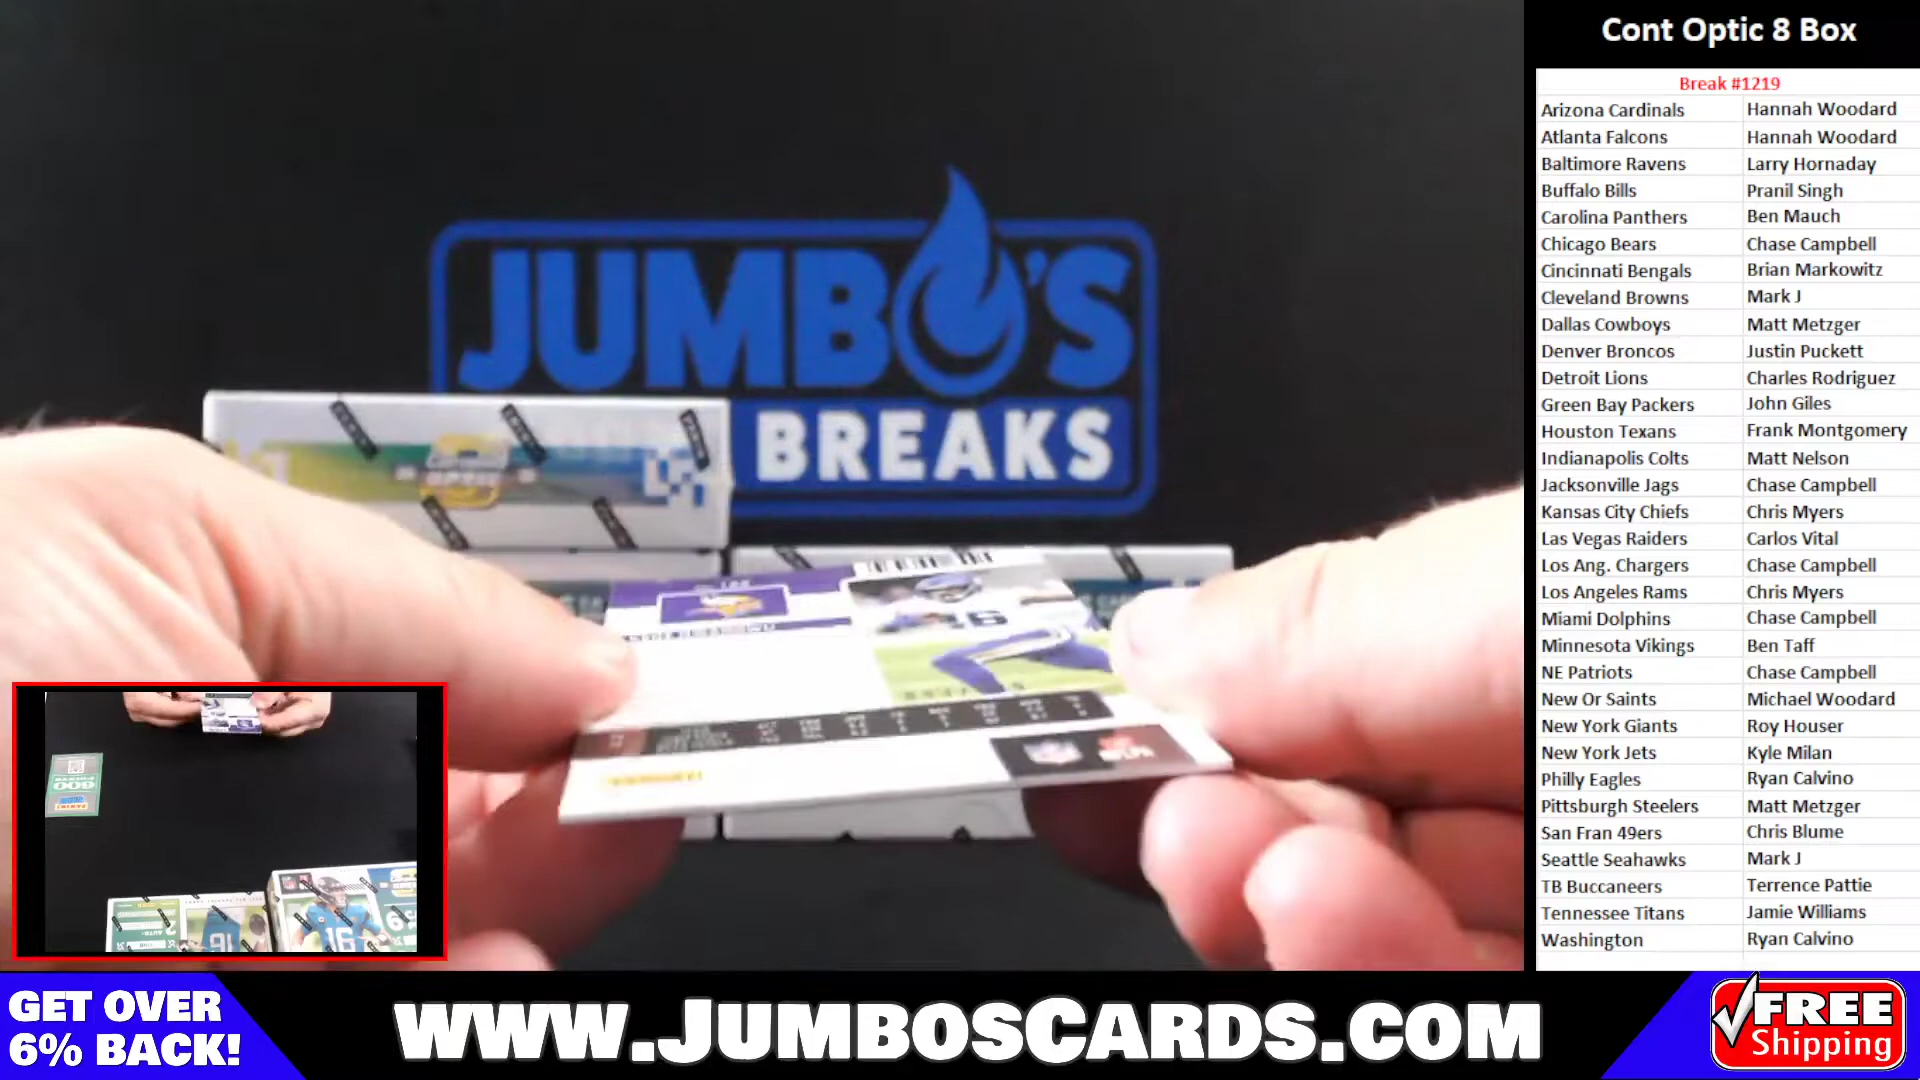 Cont Optic 8 Box
Break #1219
Arizona Cardinals Hannah Woodard
Atlanta Falcons Hannah Woodard
Baltimore Ravens Larry Hornaday
Buffalo Bills Pranil Singh
Carolina Panthers Ben Mauch
Chicago Bears Chase Campbell
Cincinnati Bengals Brian Markowitz
Cleveland Browns Mark J
Dallas Cowboys Matt Metzger
Denver Broncos Justin Puckett
Detroit Lions Charles Rodriguez
Green Bay Packers John Giles
Houston Texans Frank Montgomery
Indianapolis Colts Matt Nelson
Jacksonville Jags Chase Campbell
Kansas City Chiefs Chris Myers
Las Vegas Raiders Carlos Vital
Los Ang. Chargers Chase Campbell
Los Angeles Rams Chris Myers
Miami Dolphins Chase Campbell
Minnesota Vikings Ben Taff
NE Patriots Chase Campbell
New Or Saints Michael Woodard
New York Giants Roy Houser
New York Jets Kyle Milan
Philly Eagles Ryan Calvino
Pittsburgh Steelers Matt Metzger
San Fran 49ers Chris Blume
Seattle Seahawks Mark J
TB Buccaneers Terrence Pattie
Tennessee Titans Jamie Williams
Washington Ryan Calvino
JUMBO'S
BREAKS
16
GET OVER
6% BACK!
WWW.JUMBOSCARDS.COM
FREE
Shipping